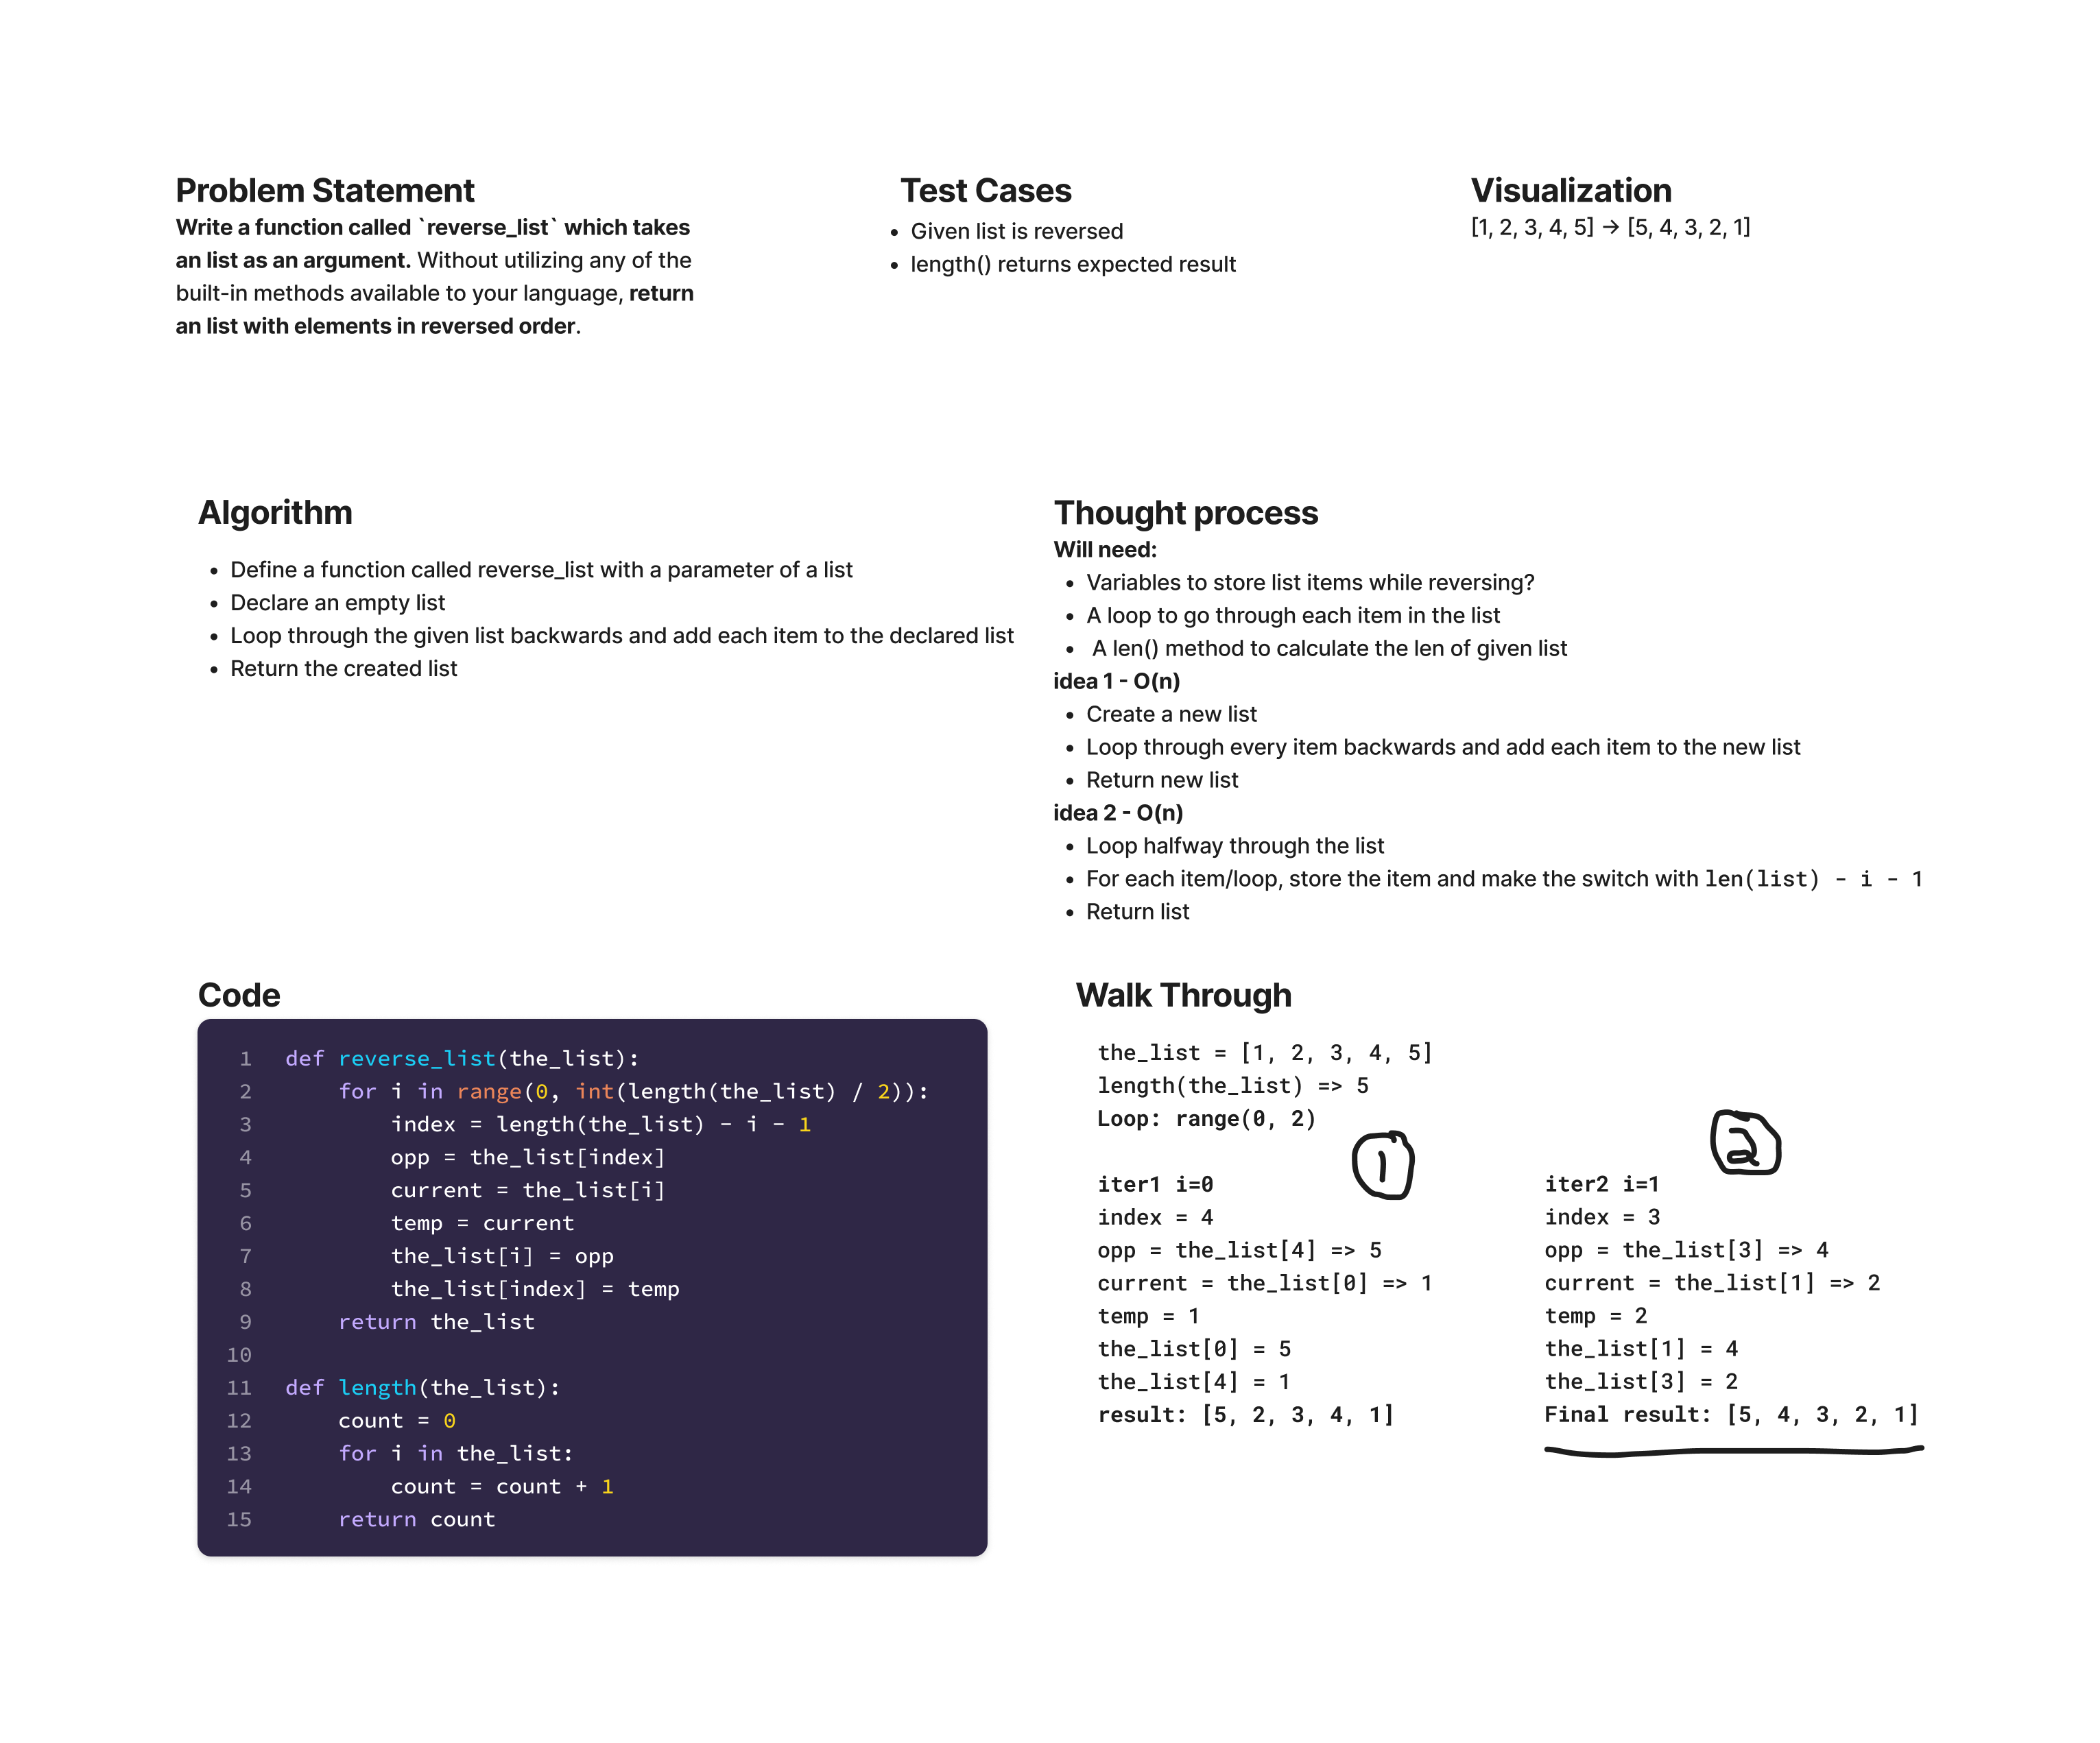 Problem Statement
Write a function called `reverse_list` which takes
an list as an argument. Without utilizing any of the
built-in methods available to your language, return
an list with elements in reversed order.
Test Cases
• Given list is reversed
• length() returns expected result
Visualization
[1, 2, 3, 4, 5] → [5, 4, 3, 2, 1]
Algorithm
• Define a function called reverse_list with a parameter of a list
• Declare an empty list
• Loop through the given list backwards and add each item to the declared list
• Return the created list
Thought process
Will need:
• Variables to store list items while reversing?
• A loop to go through each item in the list
• A len() method to calculate the len of given list
idea 1 - O(n)
• Create a new list
• Loop through every item backwards and add each item to the new list
• Return new list
idea 2 - O(n)
• Loop halfway through the list
• For each item/loop, store the item and make the switch with len(list) - i - 1
• Return list
Code
1 def reverse_list(the_list):
2     for i in range(0, int(length(the_list) / 2)):
3         index = length(the_list) - i - 1
4         opp = the_list[index]
5         current = the_list[i]
6         temp = current
7         the_list[i] = opp
8         the_list[index] = temp
9     return the_list
10
11 def length(the_list):
12     count = 0
13     for i in the_list:
14         count = count + 1
15     return count
Walk Through
the_list = [1, 2, 3, 4, 5]
length(the_list) => 5
Loop: range(0, 2)
1
iter1 i=0
index = 4
opp = the_list[4] => 5
current = the_list[0] => 1
temp = 1
the_list[0] = 5
the_list[4] = 1
result: [5, 2, 3, 4, 1]
2
iter2 i=1
index = 3
opp = the_list[3] => 4
current = the_list[1] => 2
temp = 2
the_list[1] = 4
the_list[3] = 2
Final result: [5, 4, 3, 2, 1]